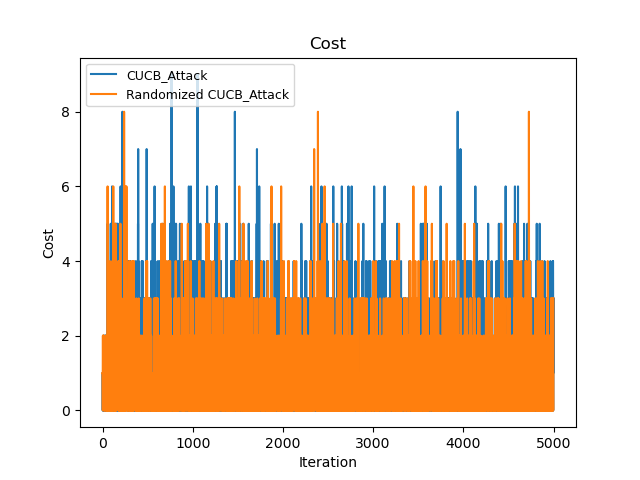 Cost
CUCB_Attack
Randomized CUCB_Attack
Cost
8
6
4
2
0
0 1000 2000 3000 4000 5000
Iteration